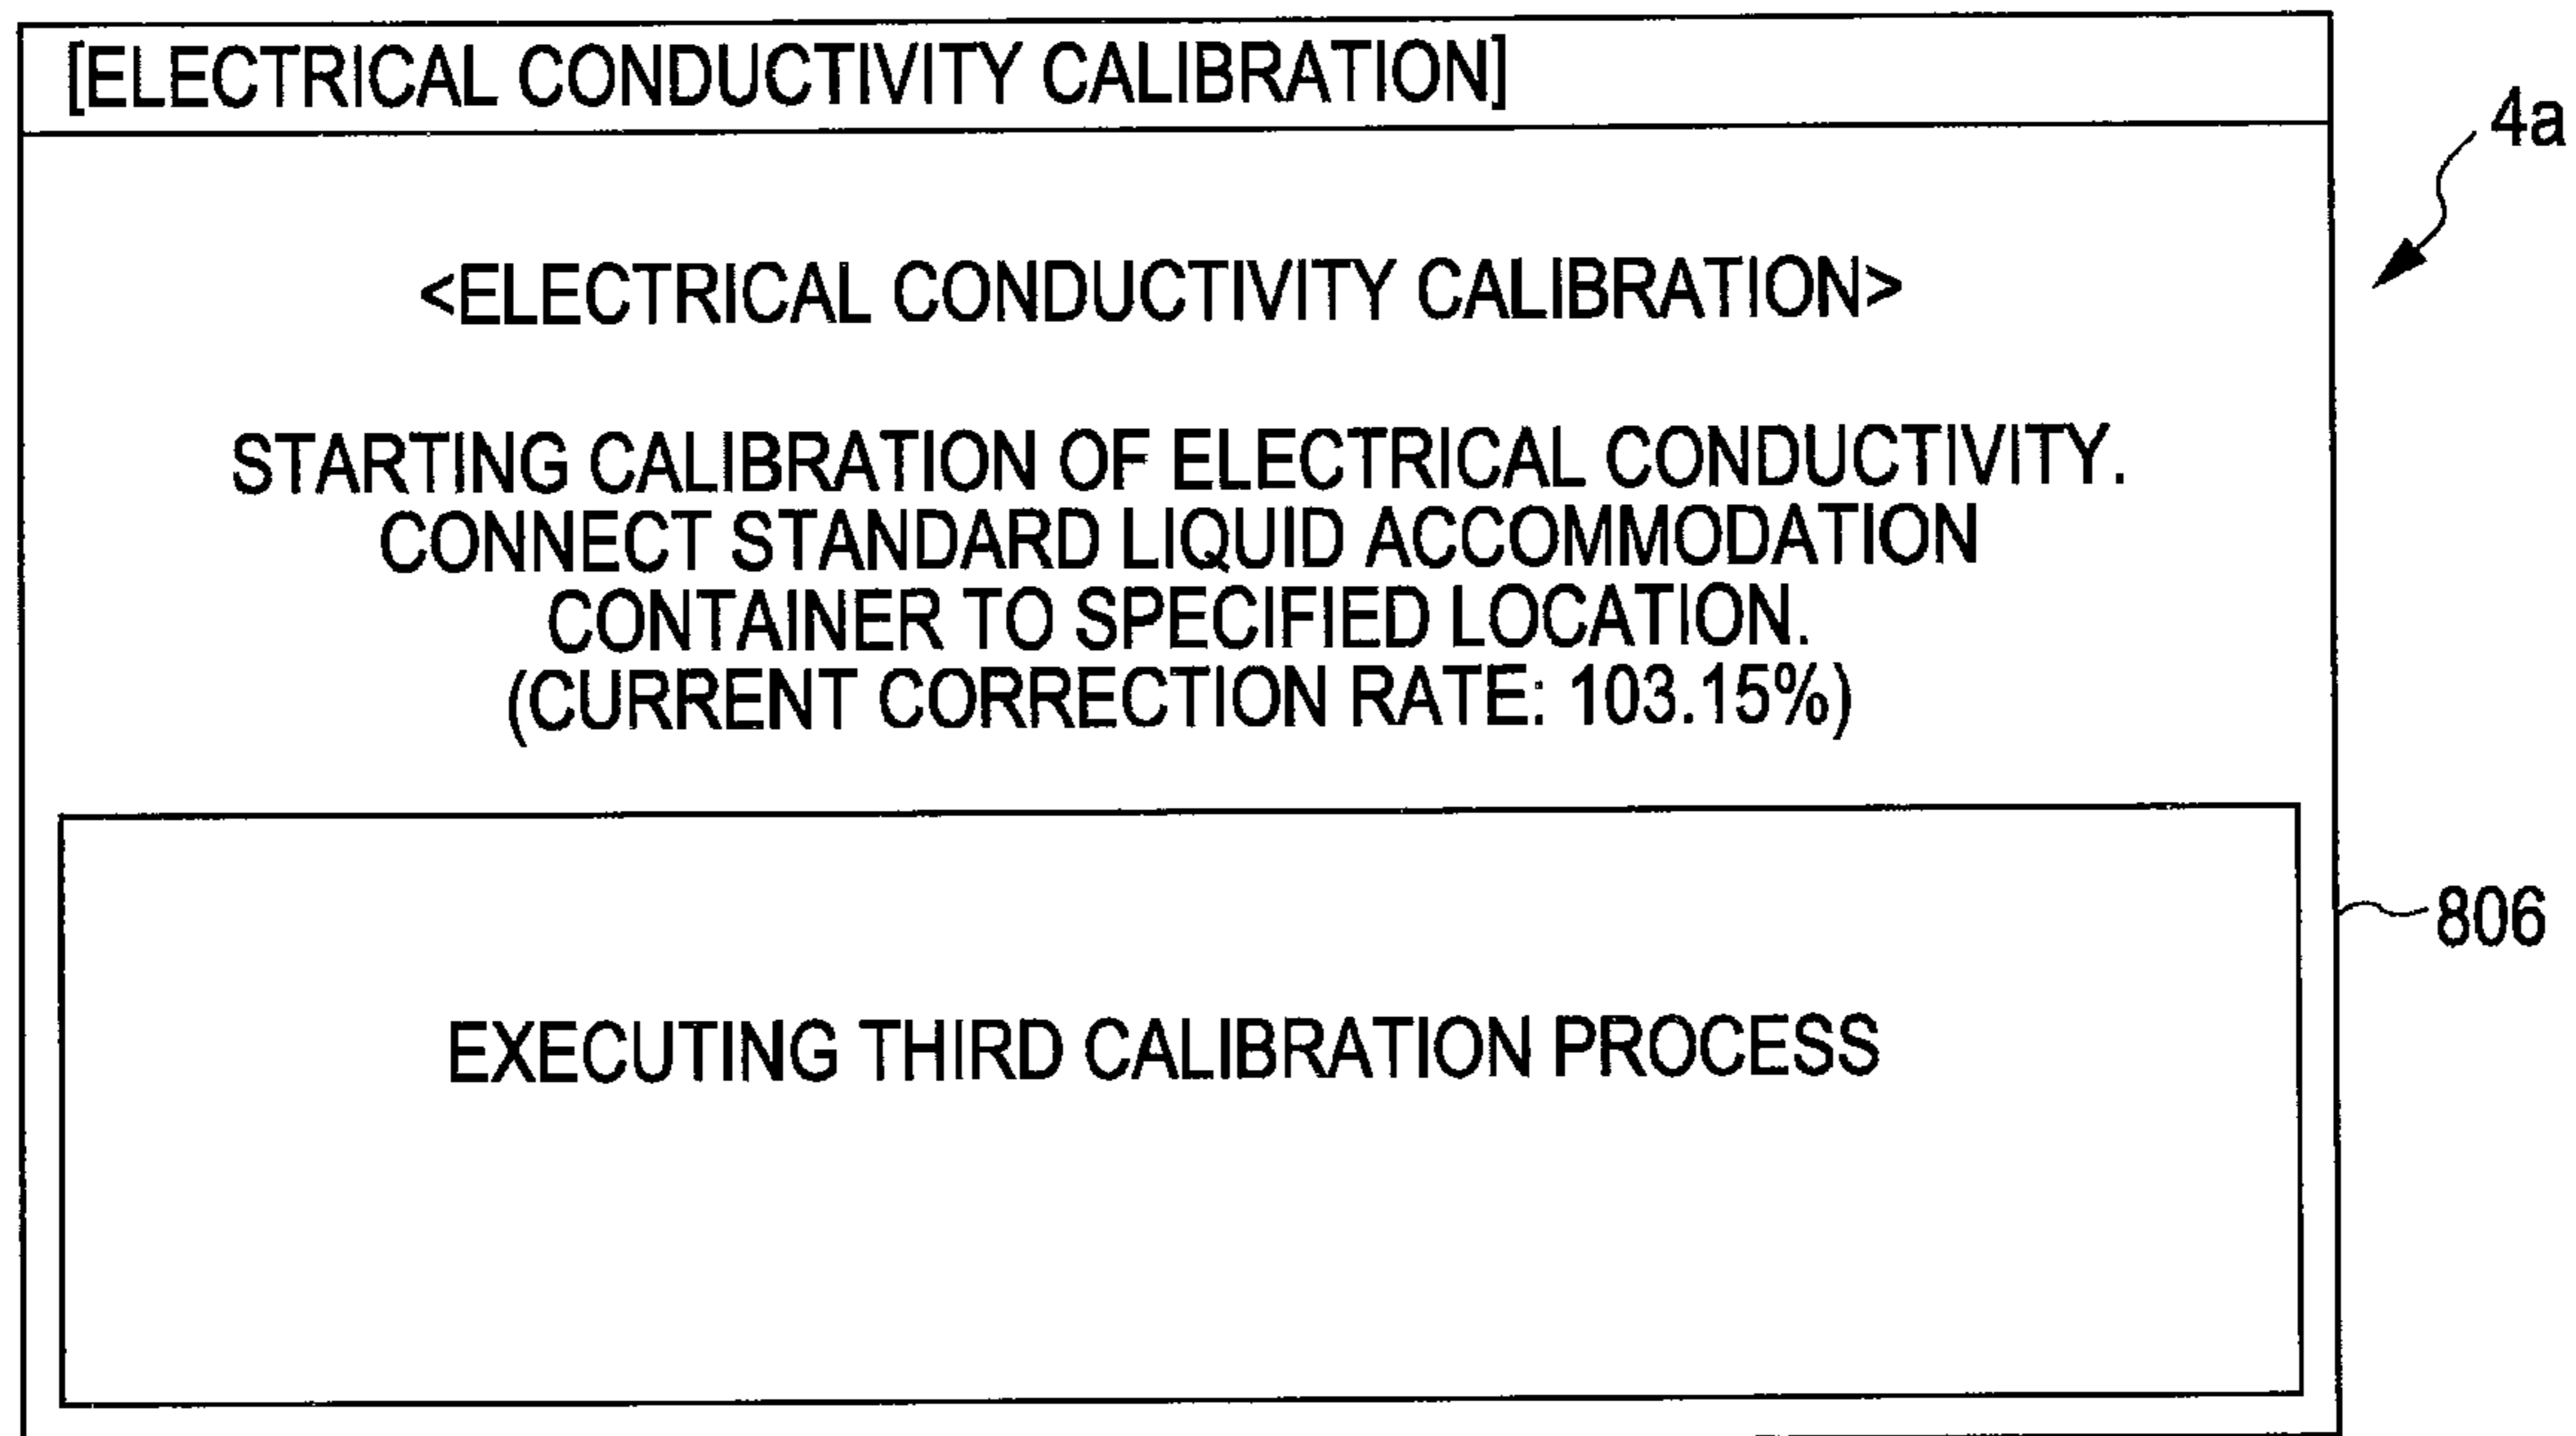 [ELECTRICAL CONDUCTIVITY CALIBRATION]
4a
<ELECTRICAL CONDUCTIVITY CALIBRATION>
STARTING CALIBRATION OF ELECTRICAL CONDUCTIVITY.
CONNECT STANDARD LIQUID ACCOMMODATION
CONTAINER TO SPECIFIED LOCATION.
(CURRENT CORRECTION RATE: 103.15%)
806
EXECUTING THIRD CALIBRATION PROCESS